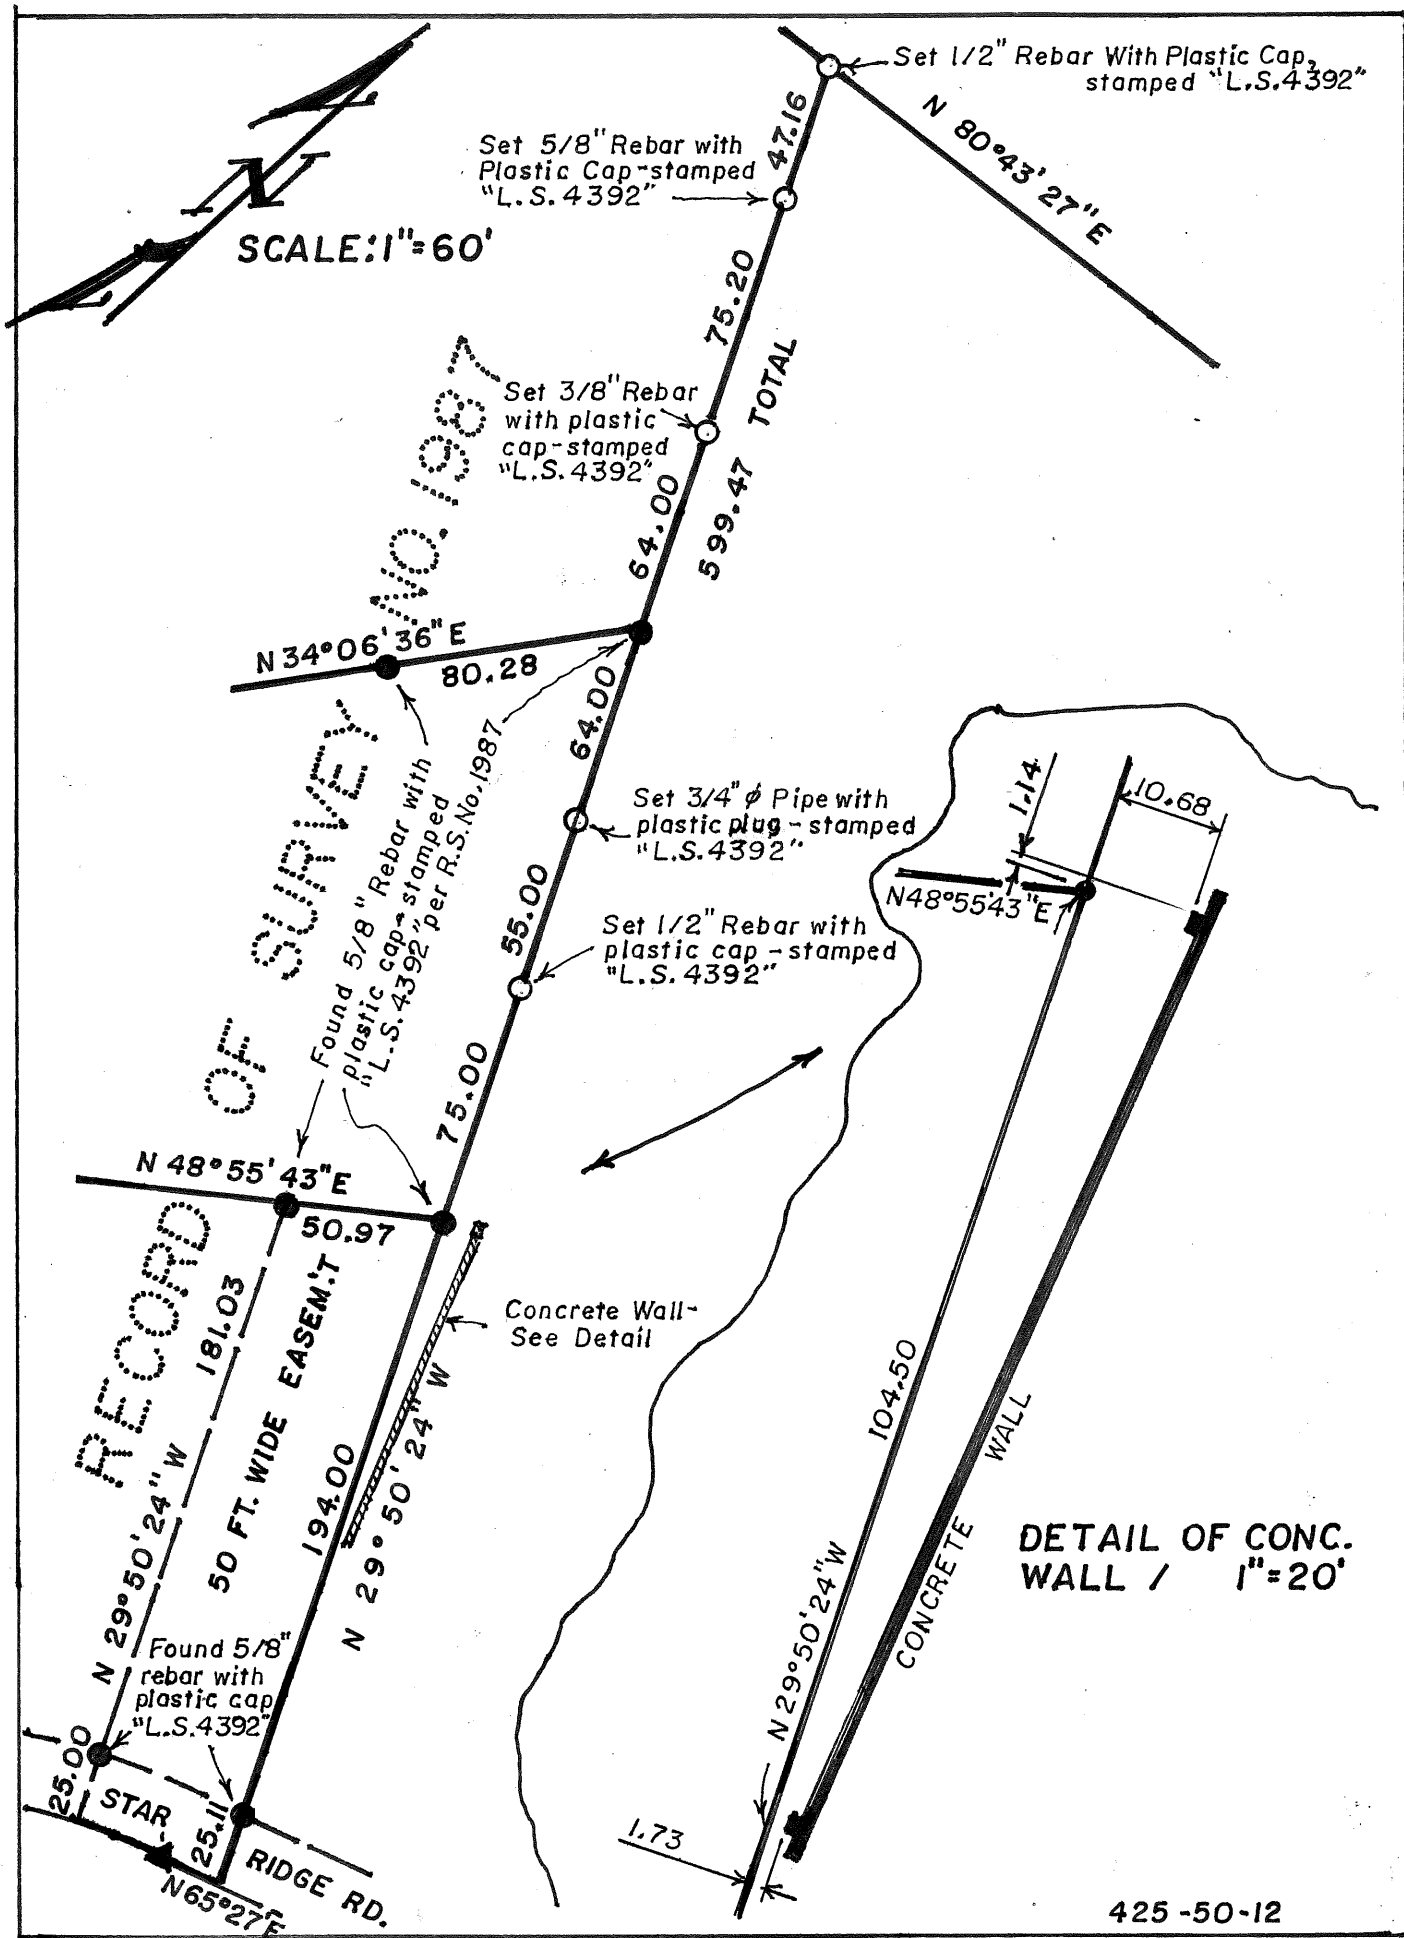 Set 1/2" Rebar With Plastic Cap,
stamped "L.S.4392"
N 80°43'27"E
47.16
Set 5/8" Rebar with
Plastic Cap-stamped
"L.S.4392"
N
SCALE:1"=60'
75.20
599.47 TOTAL
Set 3/8" Rebar
with plastic
cap-stamped
"L.S.4392"
64.00
RECORD OF SURVEY NO.1987
N 34°06'36"E
80.28
64.00
Found 5/8" Rebar with
plastic cap-stamped
"L.S.4392" per R.S.No.1987
Set 3/4" ø Pipe with
plastic plug-stamped
"L.S.4392"
55.00
Set 1/2" Rebar with
plastic cap-stamped
"L.S.4392"
75.00
1.14
10.68
N48°55'43"E
N 48°55'43"E
50.97
181.03
N 29°50'24" W
50 FT. WIDE EASEM'T
Concrete Wall-
See Detail
194.00
N 29°50'24" W
104.50
N29°50'24"W
CONCRETE WALL
DETAIL OF CONC.
WALL / 1"=20'
Found 5/8"
rebar with
plastic cap
"L.S.4392"
25.00
STAR RIDGE RD.
25.11
N65°27'E
1.73
425-50-12